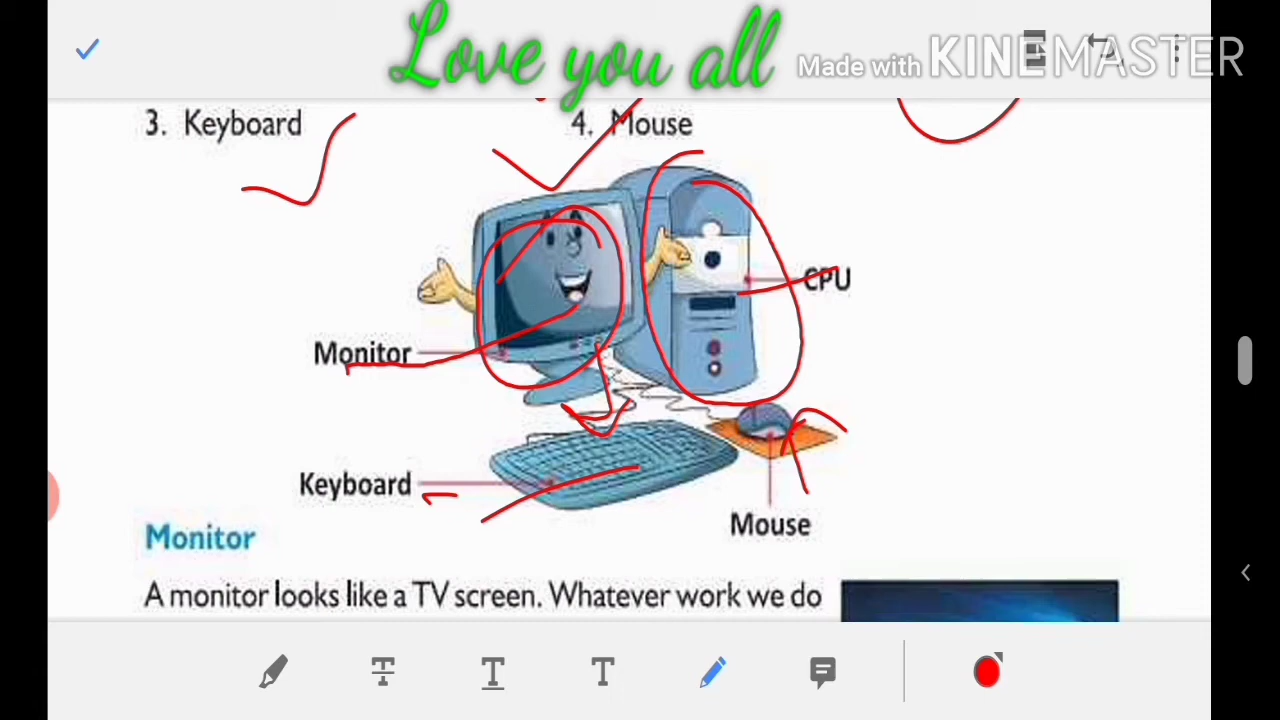 Love you all
Made with KINEMASTER
3. Keyboard
4. Mouse
CPU
Monitor
Keyboard
Mouse
Monitor
A monitor looks like a TV screen. Whatever work we do